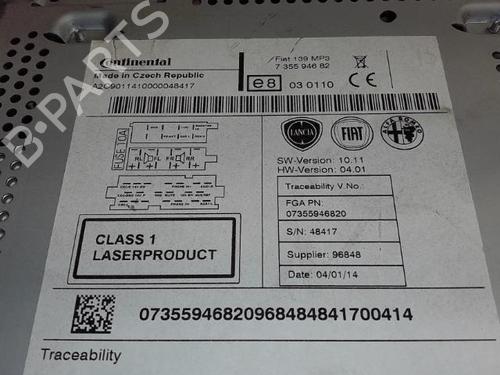 B-PARTS
Continental
Made in Czech Republic
A2C9011410000048417
Fiat 139 MP3
7 355 946 82
e8
03 0110
CE
FUSE 10A
LANCIA
FIAT
ALFA ROMEO
SW-Version: 10.11
HW-Version: 04.01
Traceability V.No.
FGA PN:
07355946820
S/N: 48417
Supplier: 96848
Date: 04/01/14
CLASS 1
LASERPRODUCT
07355946820968484841700414
Traceability